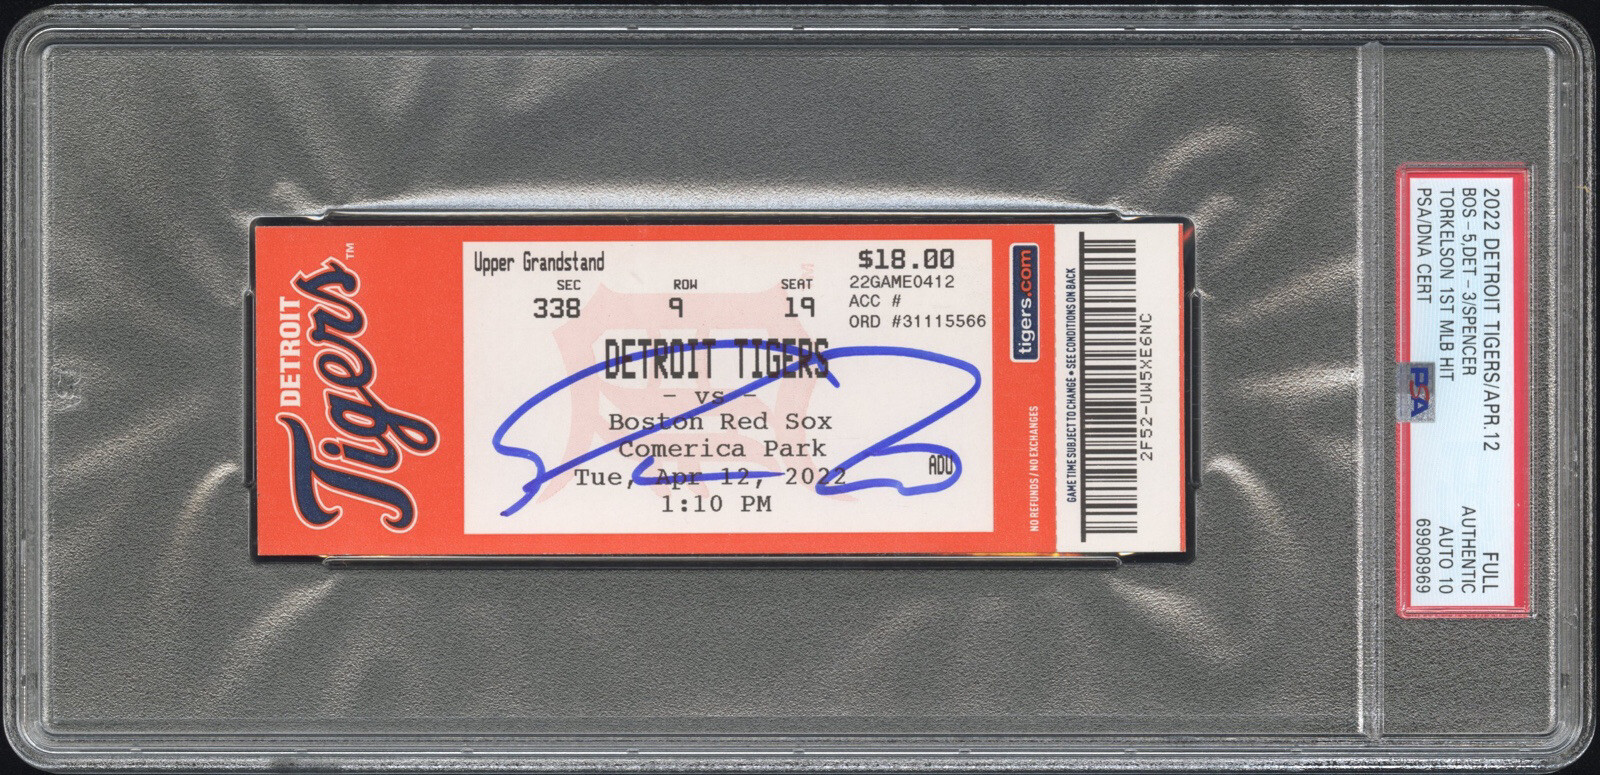 DETROIT
Tigers™
Upper Grandstand
SEC ROW SEAT
338 9 19
$18.00
22GAME0412
ACC #
ORD #31115566
DETROIT TIGERS
- vs -
Boston Red Sox
Comerica Park
Tue, Apr 12, 2022
1:10 PM
ADU
tigers.com
NO REFUNDS / NO EXCHANGES
GAME TIME SUBJECT TO CHANGE • SEE CONDITIONS ON BACK
2F52-UW5XE6NC
2022 DETROIT TIGERS/APR.12 FULL
BOS - 5,DET - 3/SPENCER AUTHENTIC
TORKELSON 1ST MLB HIT AUTO 10
PSA/DNA CERT 69908969
PSA